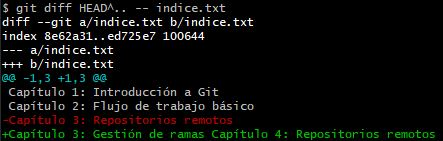 $ git diff HEAD^.. -- indice.txt
diff --git a/indice.txt b/indice.txt
index 8e62a31..ed725e7 100644
--- a/indice.txt
+++ b/indice.txt
@@ -1,3 +1,3 @@
 Capítulo 1: Introducción a Git
 Capítulo 2: Flujo de trabajo básico
-Capítulo 3: Repositorios remotos
+Capítulo 3: Gestión de ramas Capítulo 4: Repositorios remotos